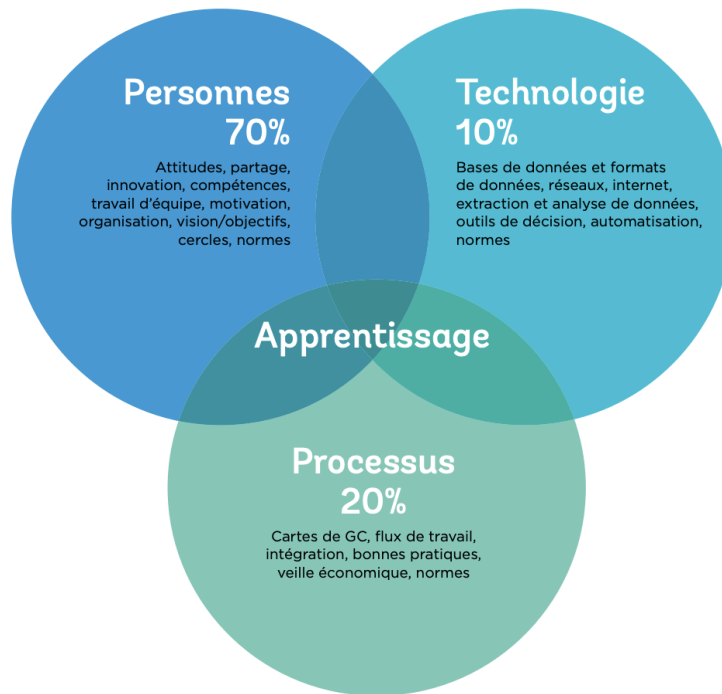 Personnes
70%
Attitudes, partage,
innovation, compétences,
travail d'équipe, motivation,
organisation, vision/objectifs,
cercles, normes
Technologie
10%
Bases de données et formats
de données, réseaux, internet,
extraction et analyse de données,
outils de décision, automatisation,
normes
Apprentissage
Processus
20%
Cartes de GC, flux de travail,
intégration, bonnes pratiques,
veille économique, normes